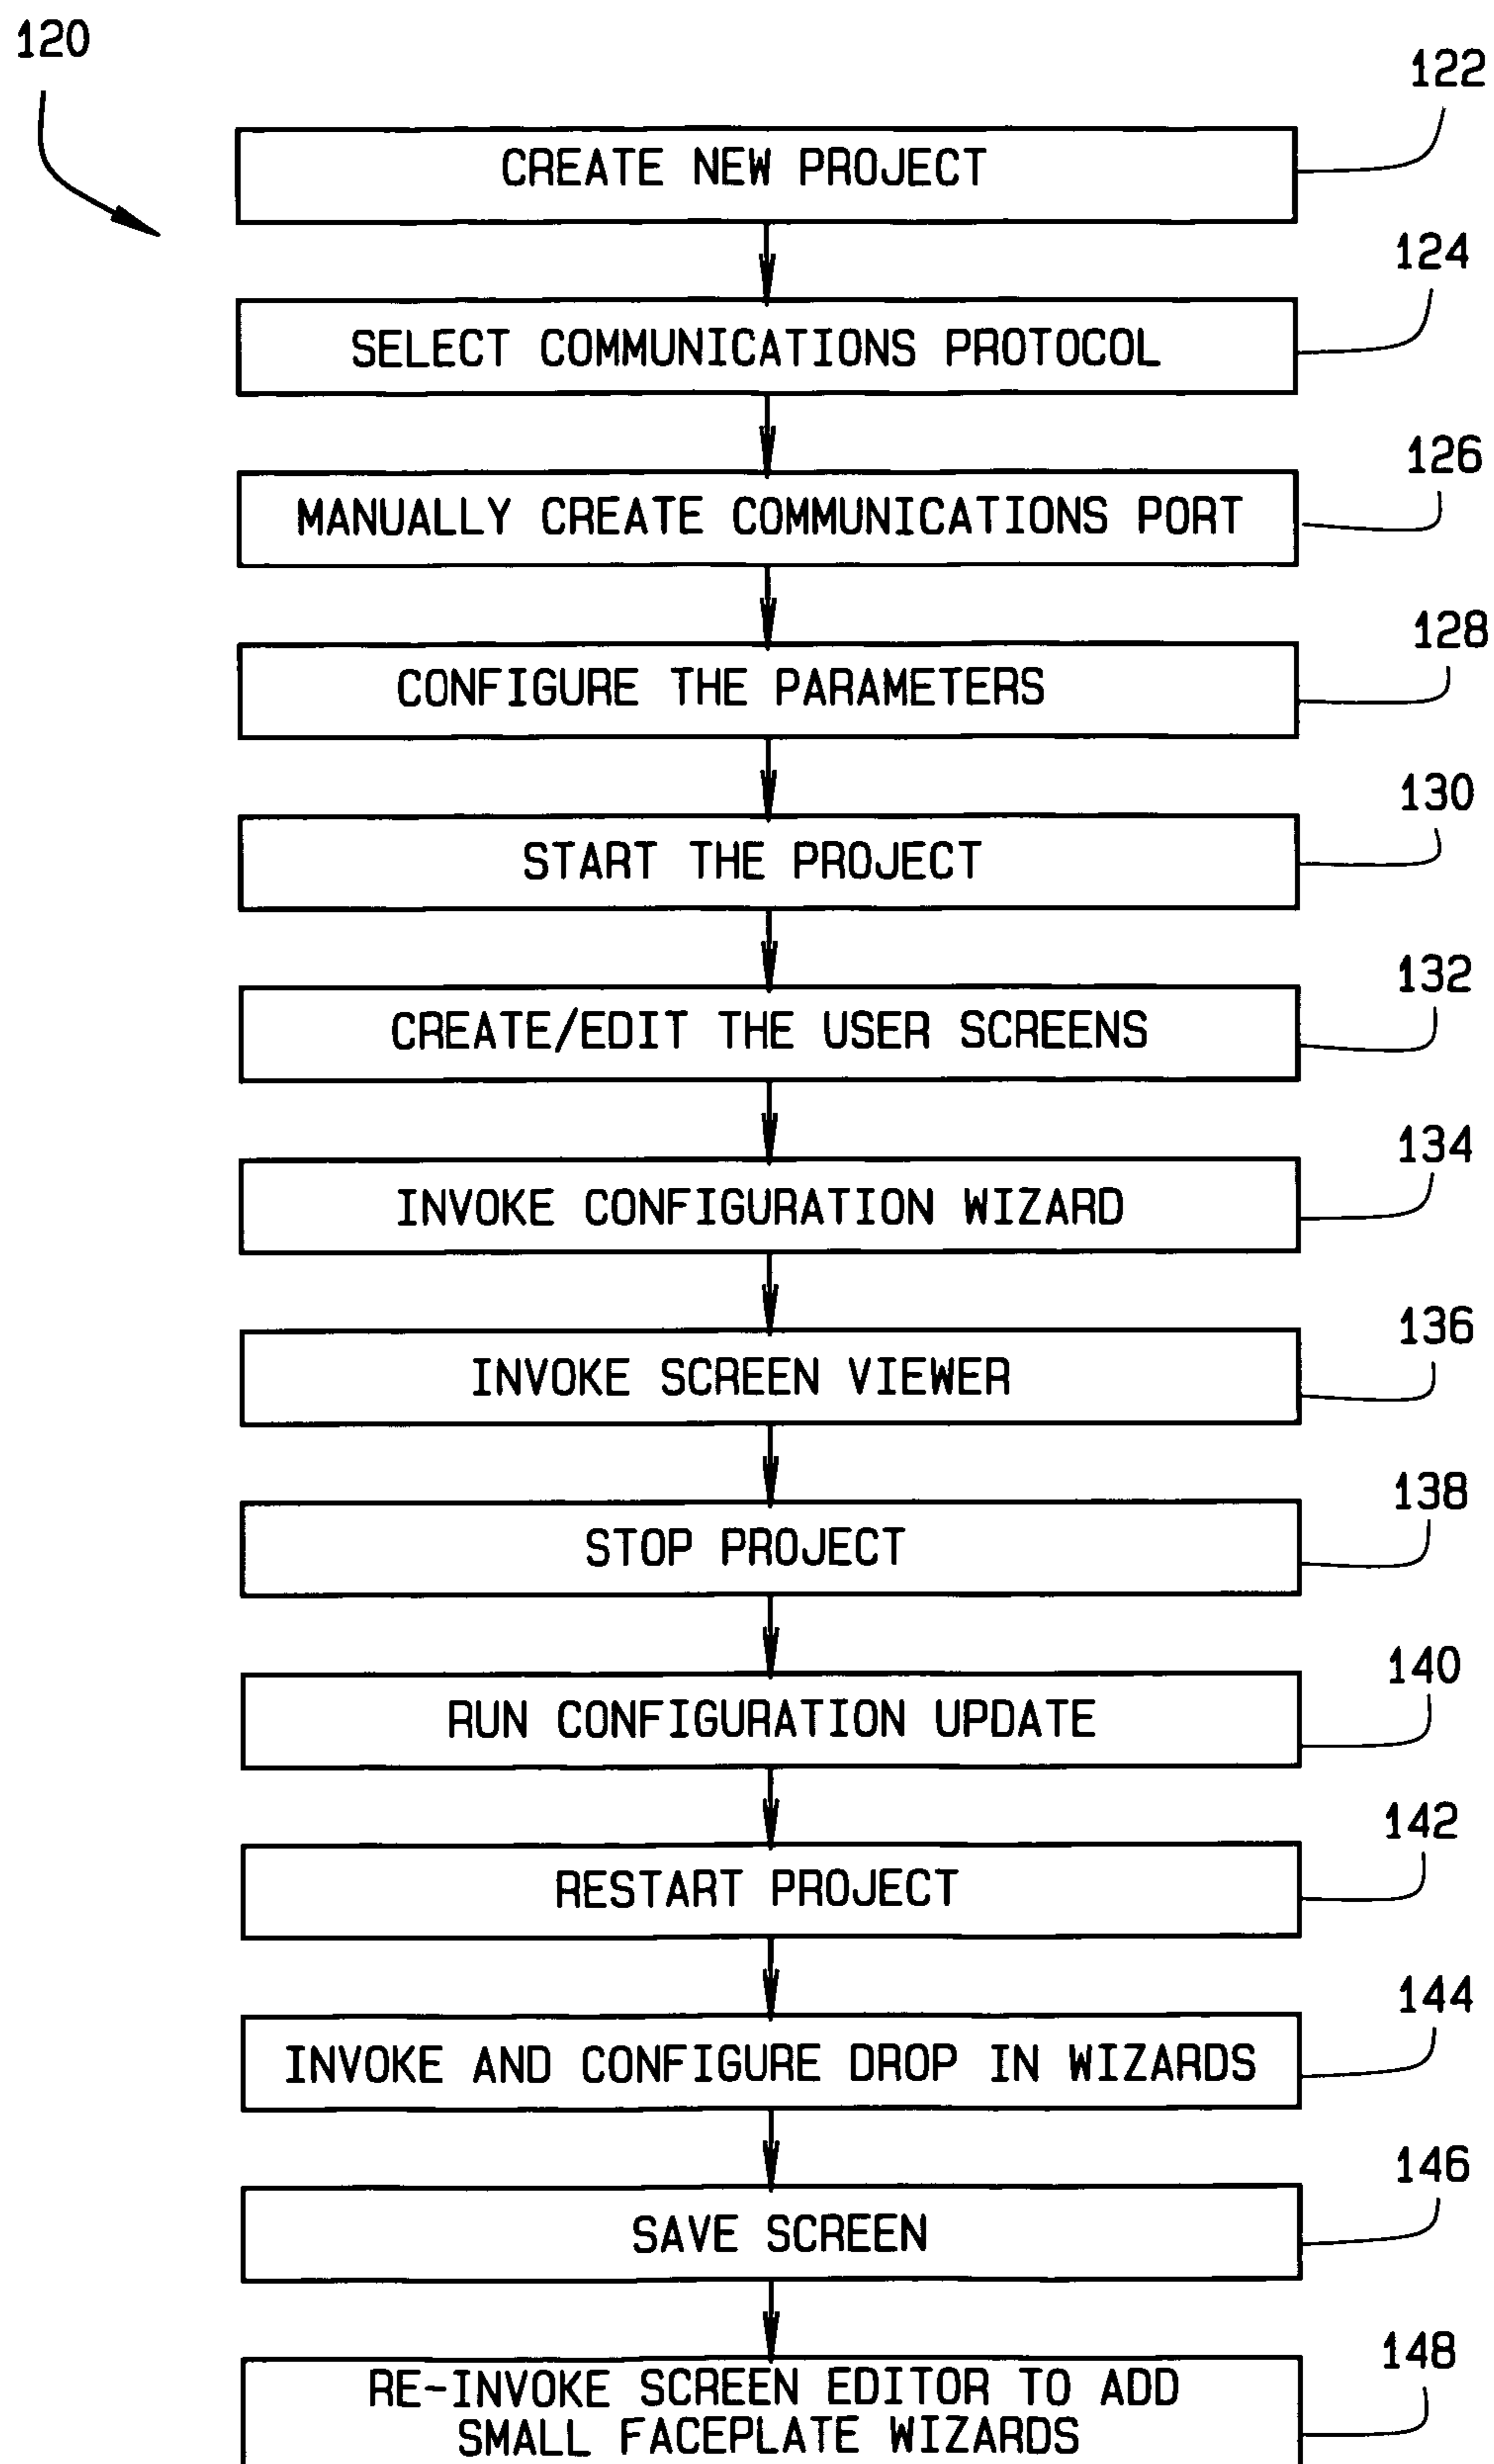 120
122
CREATE NEW PROJECT
124
SELECT COMMUNICATIONS PROTOCOL
126
MANUALLY CREATE COMMUNICATIONS PORT
128
CONFIGURE THE PARAMETERS
130
START THE PROJECT
132
CREATE/EDIT THE USER SCREENS
134
INVOKE CONFIGURATION WIZARD
136
INVOKE SCREEN VIEWER
138
STOP PROJECT
140
RUN CONFIGURATION UPDATE
142
RESTART PROJECT
144
INVOKE AND CONFIGURE DROP IN WIZARDS
146
SAVE SCREEN
148
RE-INVOKE SCREEN EDITOR TO ADD
SMALL FACEPLATE WIZARDS